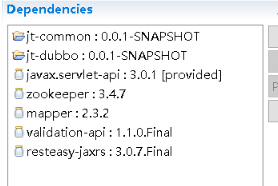 Dependencies
jt-common : 0.0.1-SNAPSHOT
jt-dubbo : 0.0.1-SNAPSHOT
javax.servlet-api : 3.0.1 [provided]
zookeeper : 3.4.7
mapper : 2.3.2
validation-api : 1.1.0.Final
resteasy-jaxrs : 3.0.7.Final